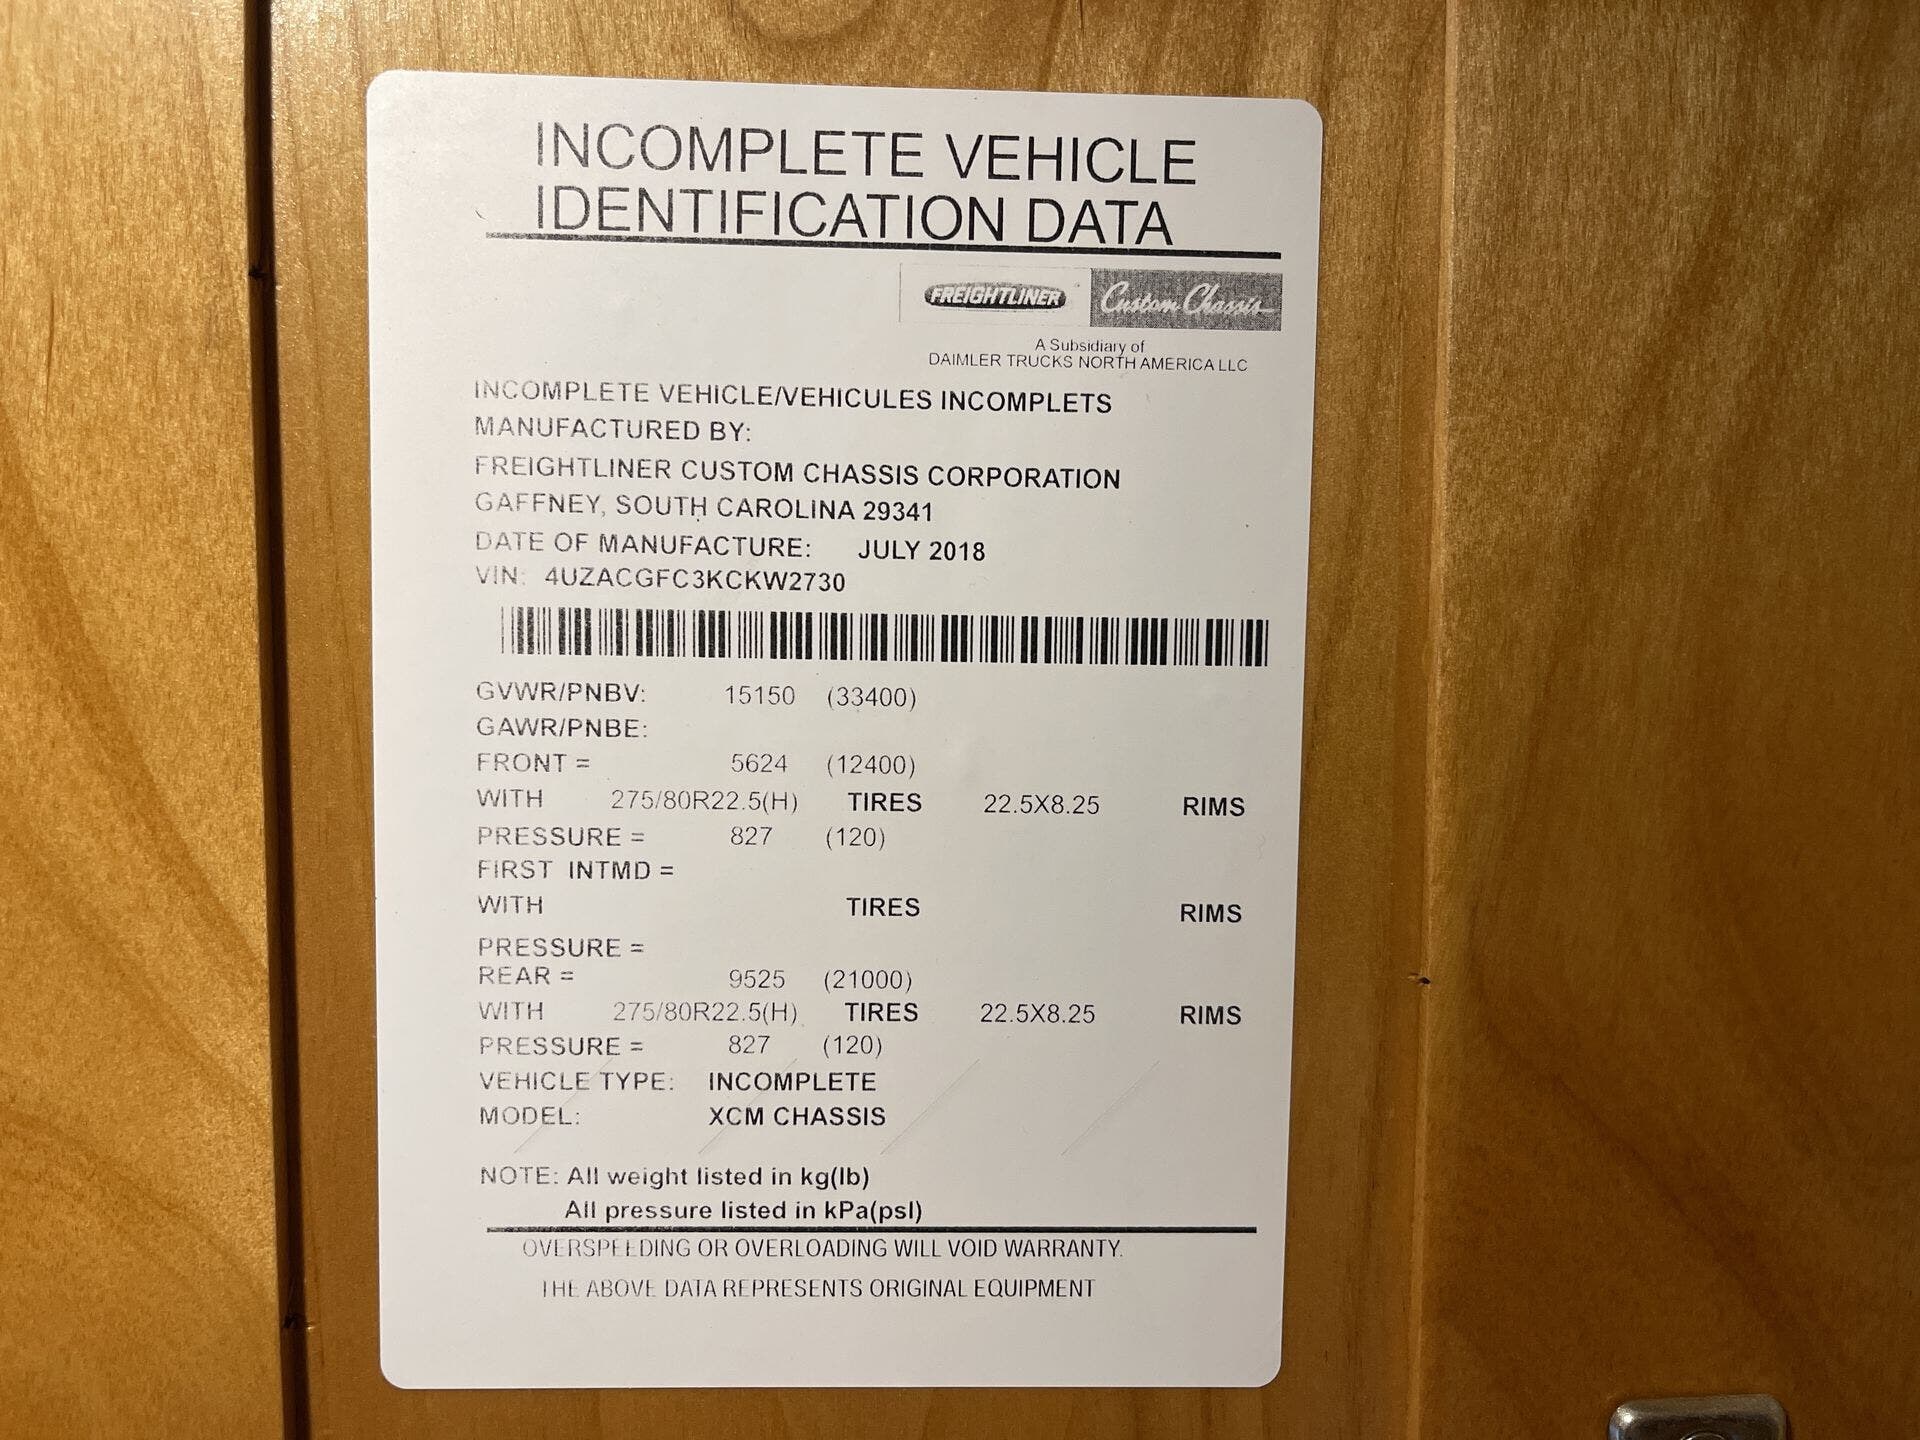 INCOMPLETE VEHICLE
IDENTIFICATION DATA
FREIGHTLINER Custom Chassis
A Subsidiary of
DAIMLER TRUCKS NORTH AMERICA LLC
INCOMPLETE VEHICLE/VEHICULES INCOMPLETS
MANUFACTURED BY:
FREIGHTLINER CUSTOM CHASSIS CORPORATION
GAFFNEY, SOUTH CAROLINA 29341
DATE OF MANUFACTURE: JULY 2018
VIN: 4UZACGFC3KCKW2730
GVWR/PNBV: 15150 (33400)
GAWR/PNBE:
FRONT = 5624 (12400)
WITH 275/80R22.5(H) TIRES 22.5X8.25 RIMS
PRESSURE = 827 (120)
FIRST INTMD =
WITH TIRES RIMS
PRESSURE =
REAR = 9525 (21000)
WITH 275/80R22.5(H) TIRES 22.5X8.25 RIMS
PRESSURE = 827 (120)
VEHICLE TYPE: INCOMPLETE
MODEL: XCM CHASSIS
NOTE: All weight listed in kg(lb)
All pressure listed in kPa(psI)
OVERSPEEDING OR OVERLOADING WILL VOID WARRANTY.
THE ABOVE DATA REPRESENTS ORIGINAL EQUIPMENT